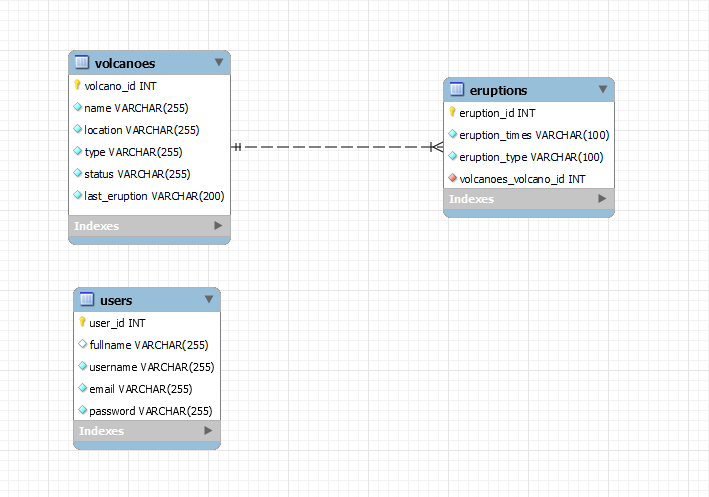 volcanoes
volcano_id INT
name VARCHAR(255)
location VARCHAR(255)
type VARCHAR(255)
status VARCHAR(255)
last_eruption VARCHAR(200)
Indexes
eruptions
eruption_id INT
eruption_times VARCHAR(100)
eruption_type VARCHAR(100)
volcanoes_volcano_id INT
Indexes
users
user_id INT
fullname VARCHAR(255)
username VARCHAR(255)
email VARCHAR(255)
password VARCHAR(255)
Indexes